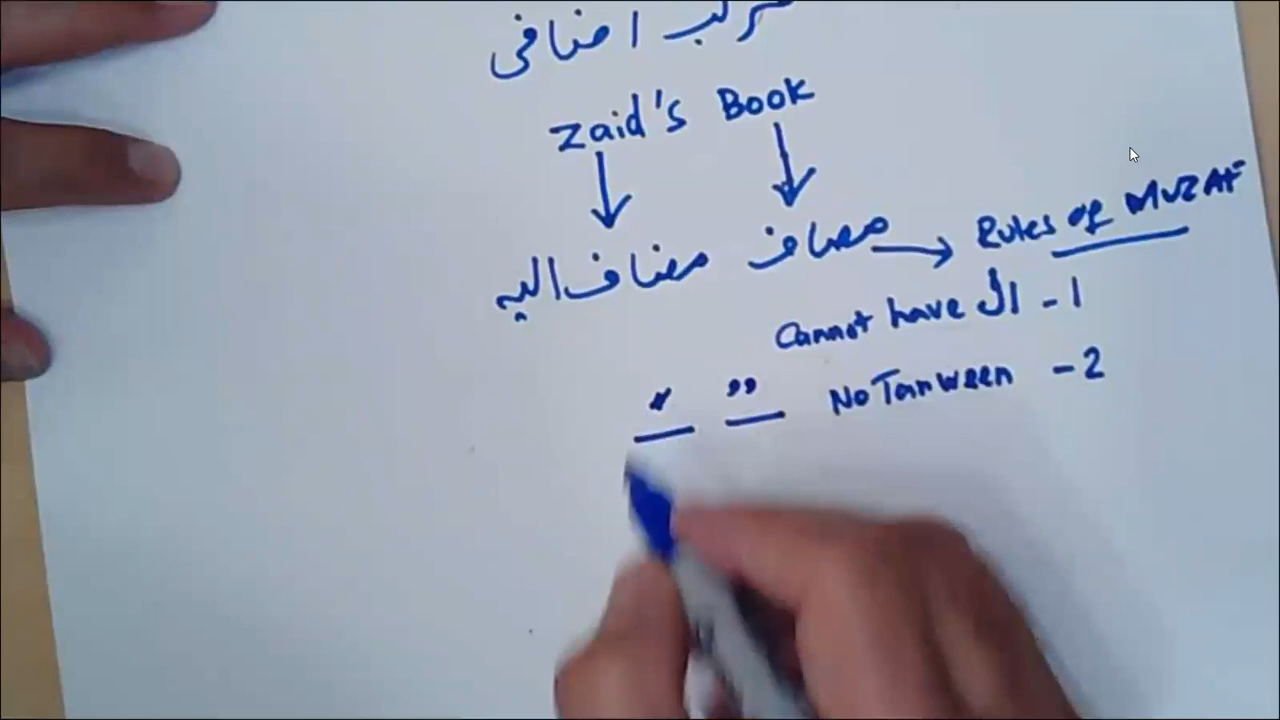 مرکب اضافی
Zaid's Book
مضاف مضاف الیہ
Rules of MUZAF
Cannot have ال - 1
No Tanween - 2